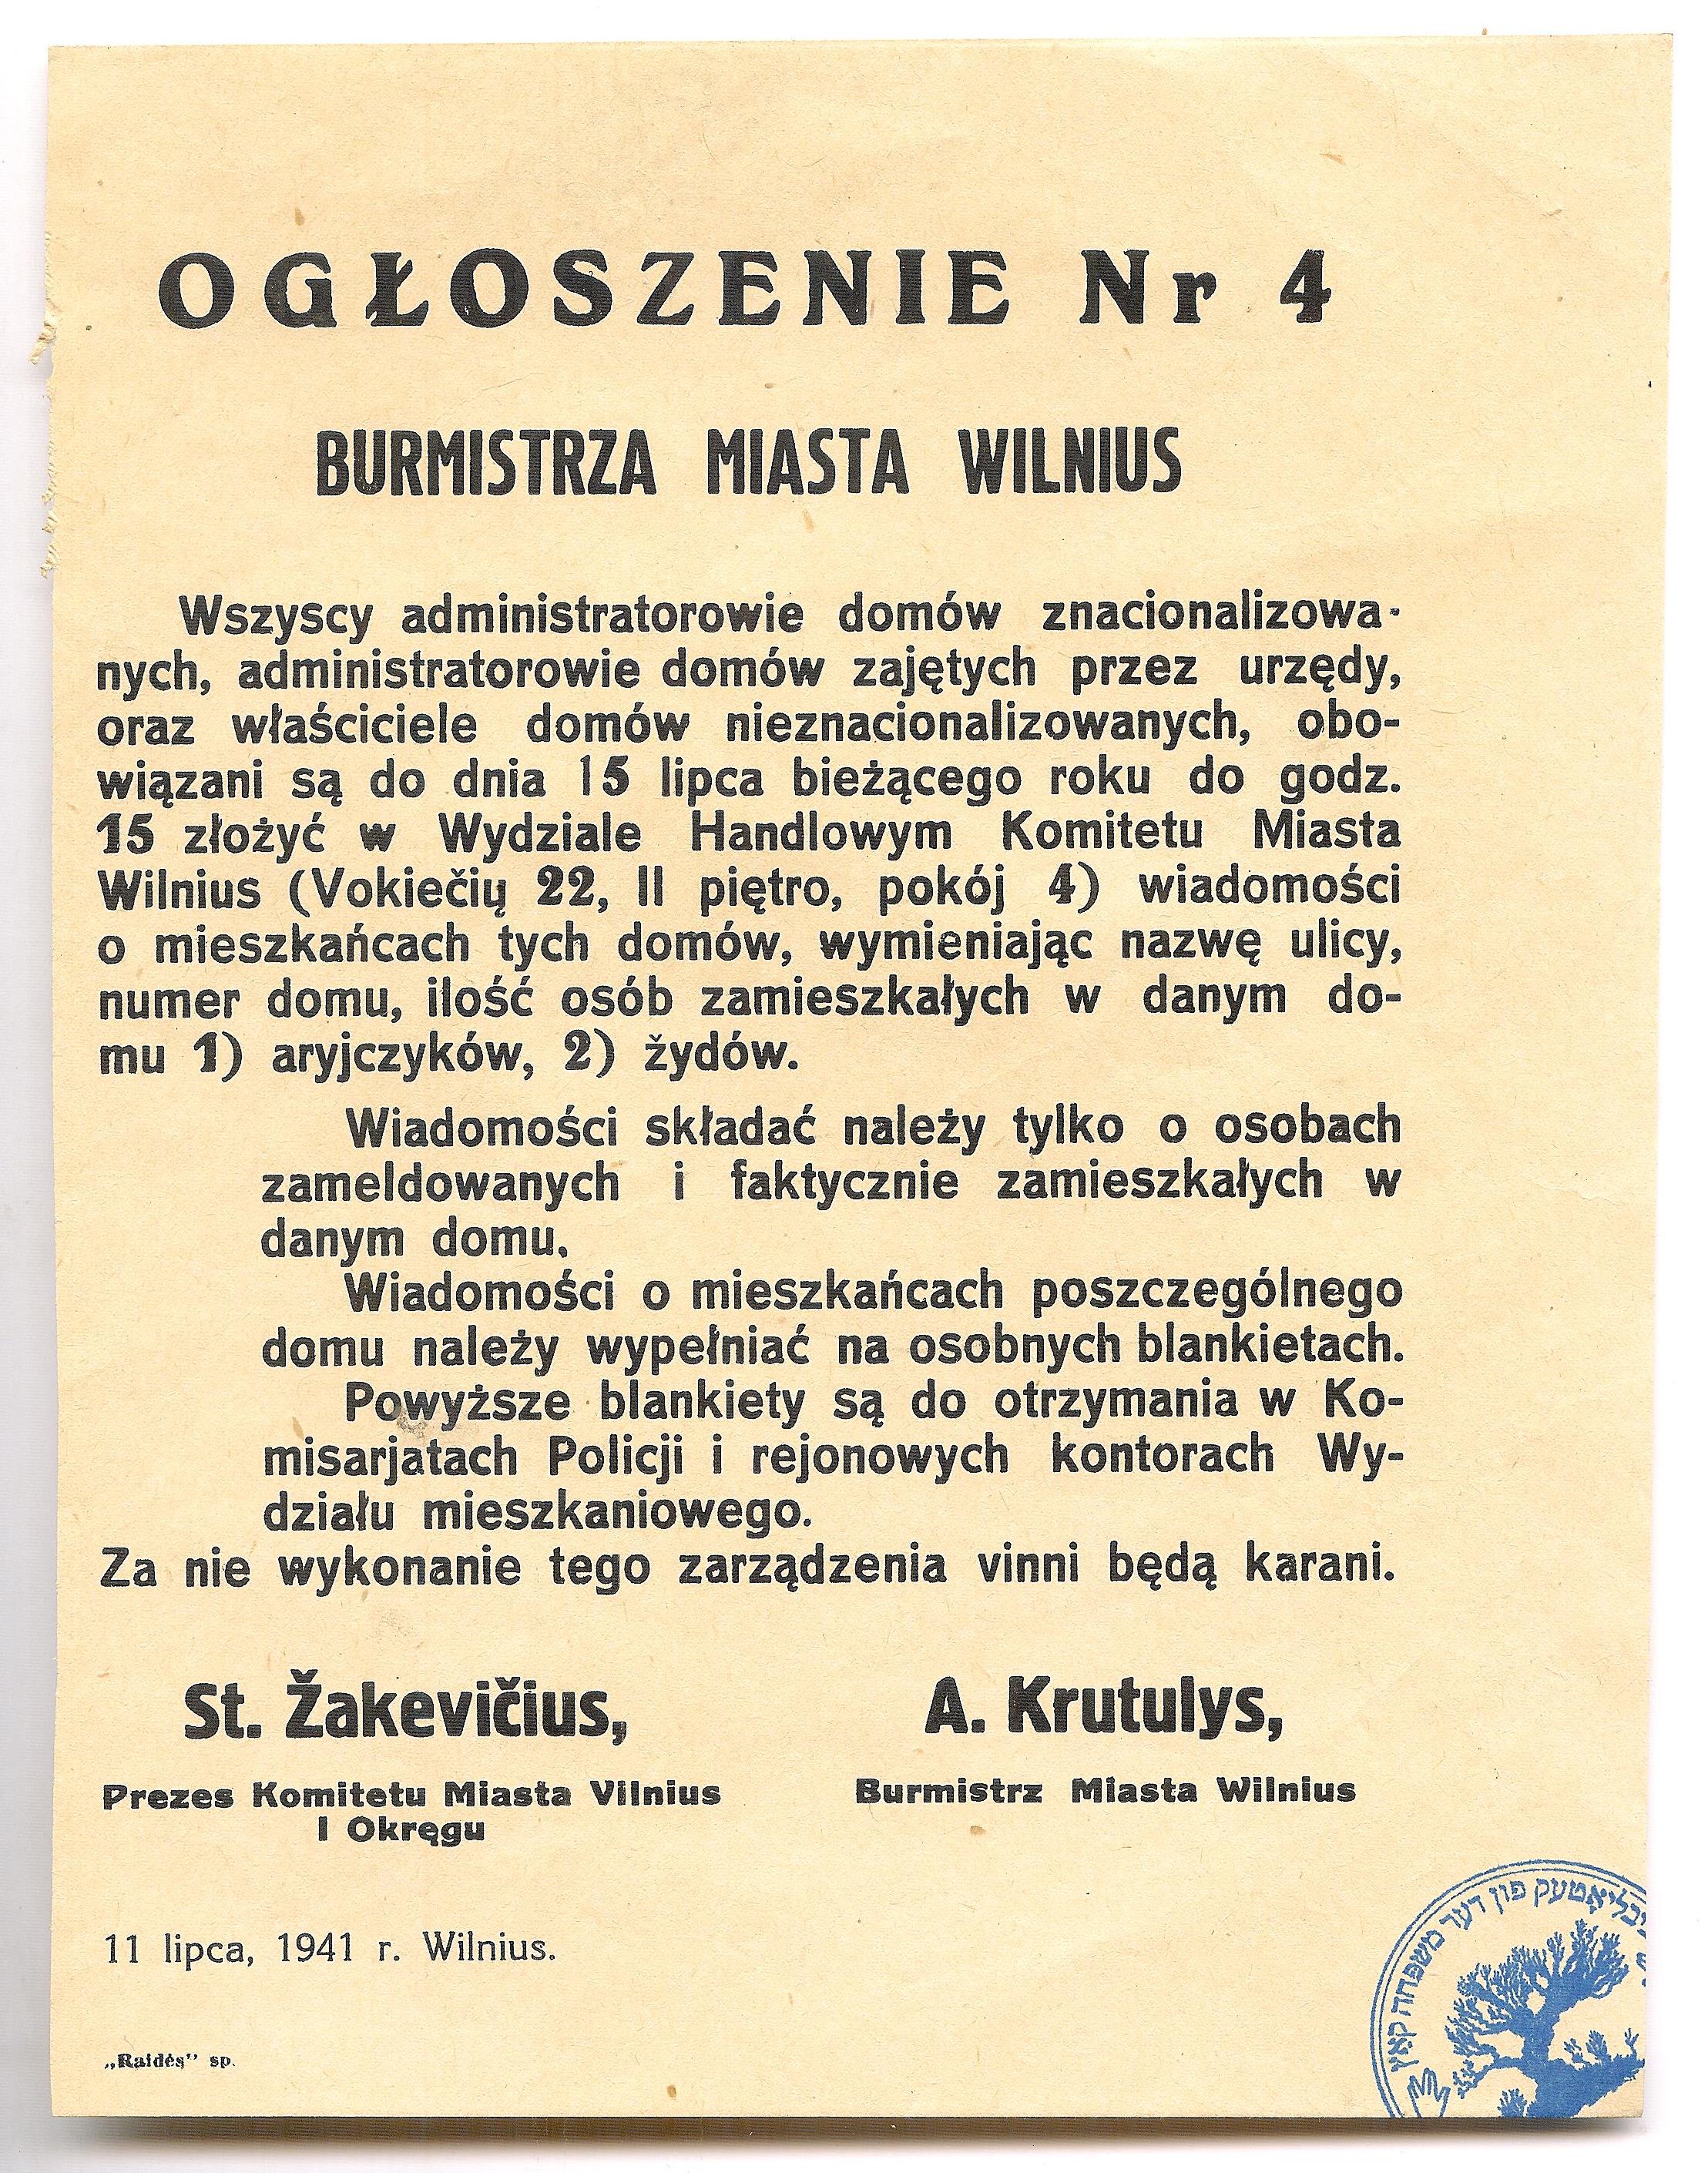 OGŁOSZENIE Nr 4
BURMISTRZA MIASTA WILNIUS
Wszyscy administratorowie domów znacionalizowa-
nych, administratorowie domów zajętych przez urzędy,
oraz właściciele domów nieznacionalizowanych, obo-
wiązani są do dnia 15 lipca bieżącego roku do godz.
15 złożyć w Wydziale Handlowym Komitetu Miasta
Wilnius (Vokiečių 22, II piętro, pokój 4) wiadomości
o mieszkańcach tych domów, wymieniając nazwę ulicy,
numer domu, ilość osób zamieszkałych w danym do-
mu 1) aryjczyków, 2) žydów.
Wiadomości składać należy tylko o osobach
zameldowanych i faktycznie zamieszkałych w
danym domu.
Wiadomości o mieszkańcach poszczególnego
domu należy wypełniać na osobnych blankietach.
Powyższe blankiety są do otrzymania w Ko-
misarjatach Policji i rejonowych kontorach Wy-
działu mieszkaniowego.
Za nie wykonanie tego zarządzenia vinni będą karani.
St. Žakevičius,
Prezes Komitetu Miasta Vilnius
I Okręgu
A. Krutulys,
Burmistrz Miasta Wilnius
11 lipca, 1941 r. Wilnius.
„Raidės" sp.
פון דער משפחה קאץ